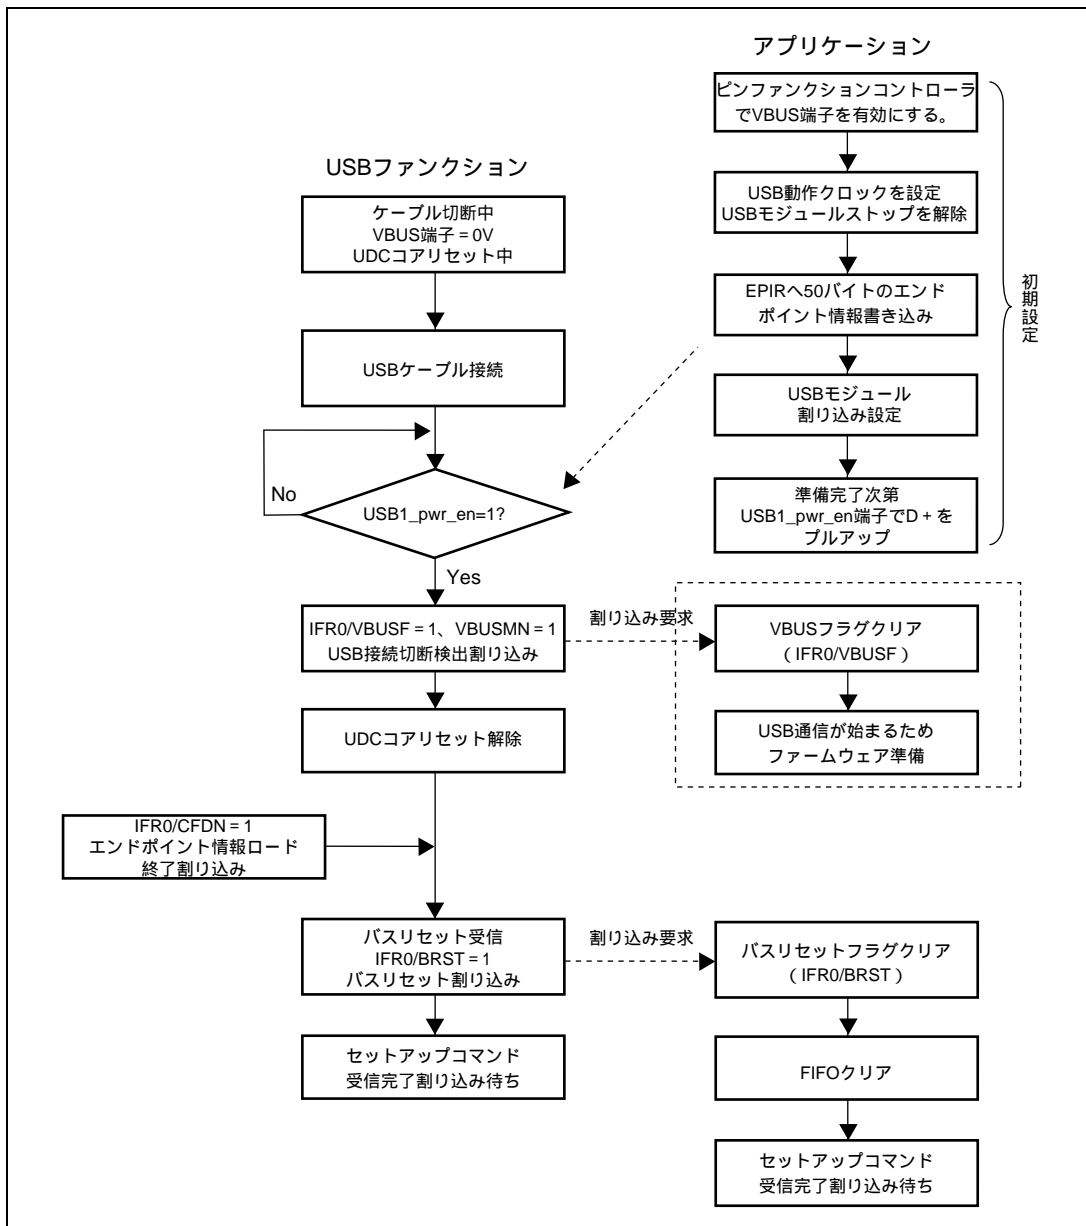 アプリケーション
ピンファンクションコントローラ
でVBUS端子を有効にする。
USB動作クロックを設定
USBモジュールストップを解除
EPIRへ50バイトのエンド
ポイント情報書き込み
USBモジュール
割り込み設定
準備完了次第
USB1_pwr_en端子でD + を
プルアップ
初期設定
USBファンクション
ケーブル切断中
VBUS端子 = 0V
UDCコアリセット中
USBケーブル接続
USB1_pwr_en=1?
No
Yes
IFR0/VBUSF = 1、VBUSMN = 1
USB接続切断検出割り込み
割り込み要求
VBUSフラグクリア
( IFR0/VBUSF )
USB通信が始まるため
ファームウェア準備
UDCコアリセット解除
IFR0/CFDN = 1
エンドポイント情報ロード
終了割り込み
バスリセット受信
IFR0/BRST = 1
バスリセット割り込み
割り込み要求
バスリセットフラグクリア
( IFR0/BRST )
セットアップコマンド
受信完了割り込み待ち
FIFOクリア
セットアップコマンド
受信完了割り込み待ち